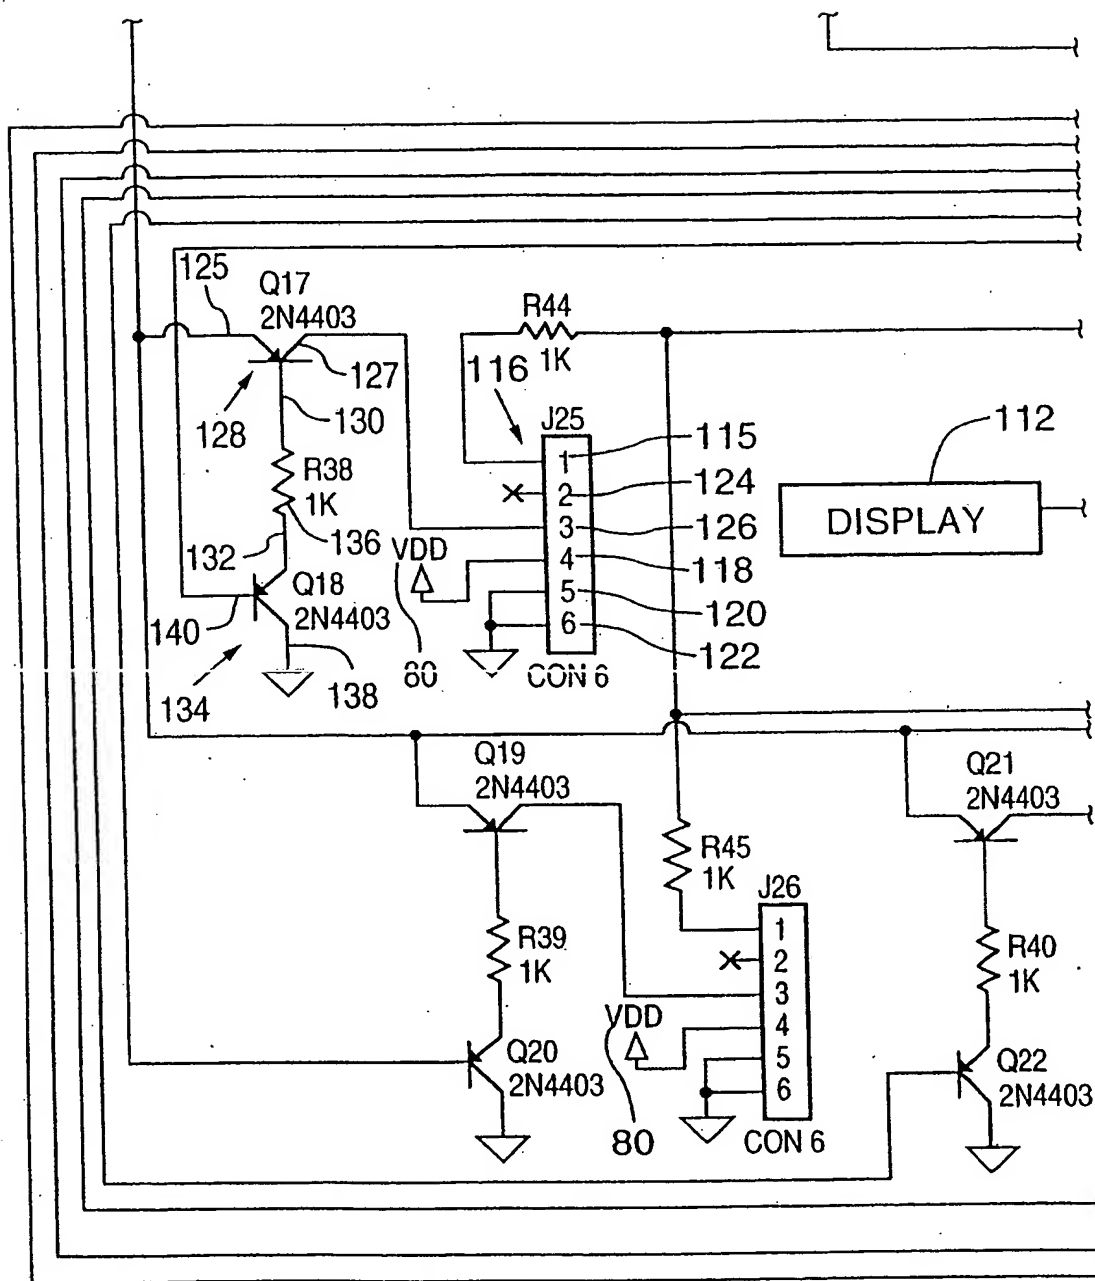 125
Q17
2N4403
127
128
130
R38
1K
136
132
Q18
2N4403
140
134
138
R44
1K
116
J25
1
2
3
4
5
6
115
124
126
118
120
122
VDD
80
CON 6
112
DISPLAY
Q19
2N4403
R39
1K
Q20
2N4403
R45
1K
J26
1
2
3
4
5
6
VDD
80
CON 6
Q21
2N4403
R40
1K
Q22
2N4403